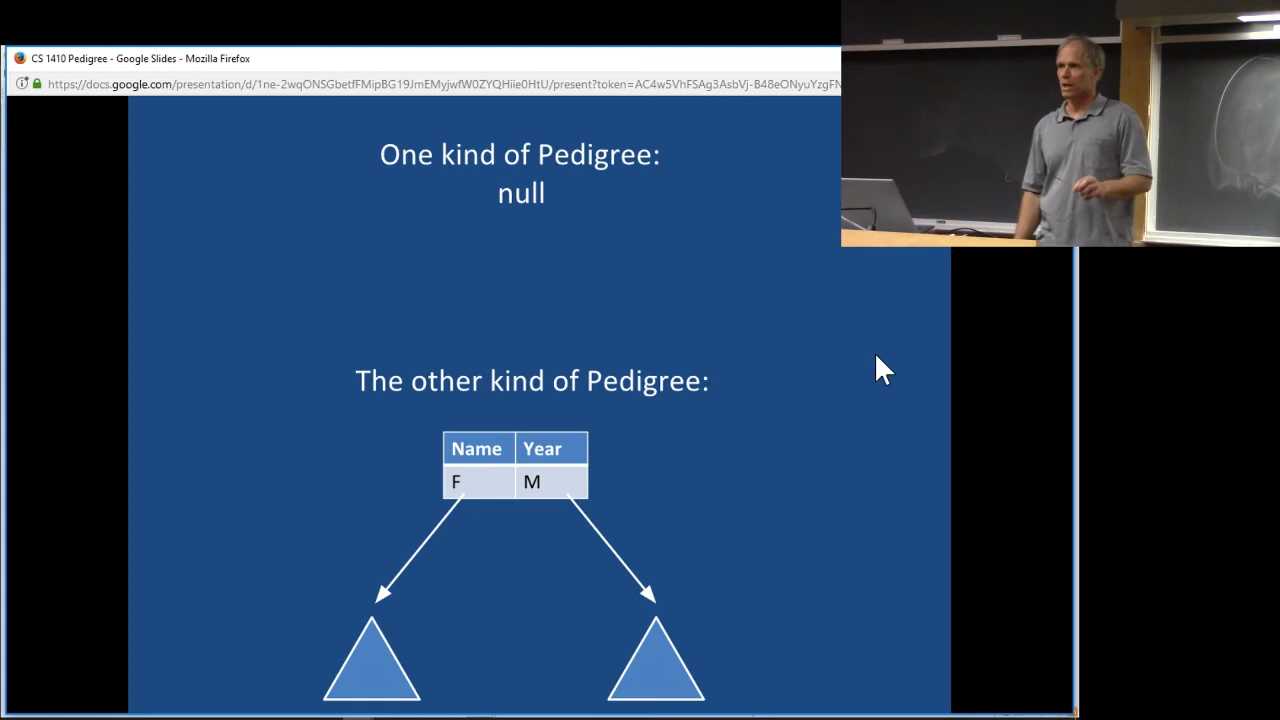 CS 1410 Pedigree - Google Slides - Mozilla Firefox
https://docs.google.com/presentation/d/1ne-2wqONSGbetfFMipBG19JmEMyjwfW0ZYQHiie0HtU/present?token=AC4w5VhFSAg3AsbVj-B48eONyuYzgFN
One kind of Pedigree:
null
The other kind of Pedigree:
Name Year
F M